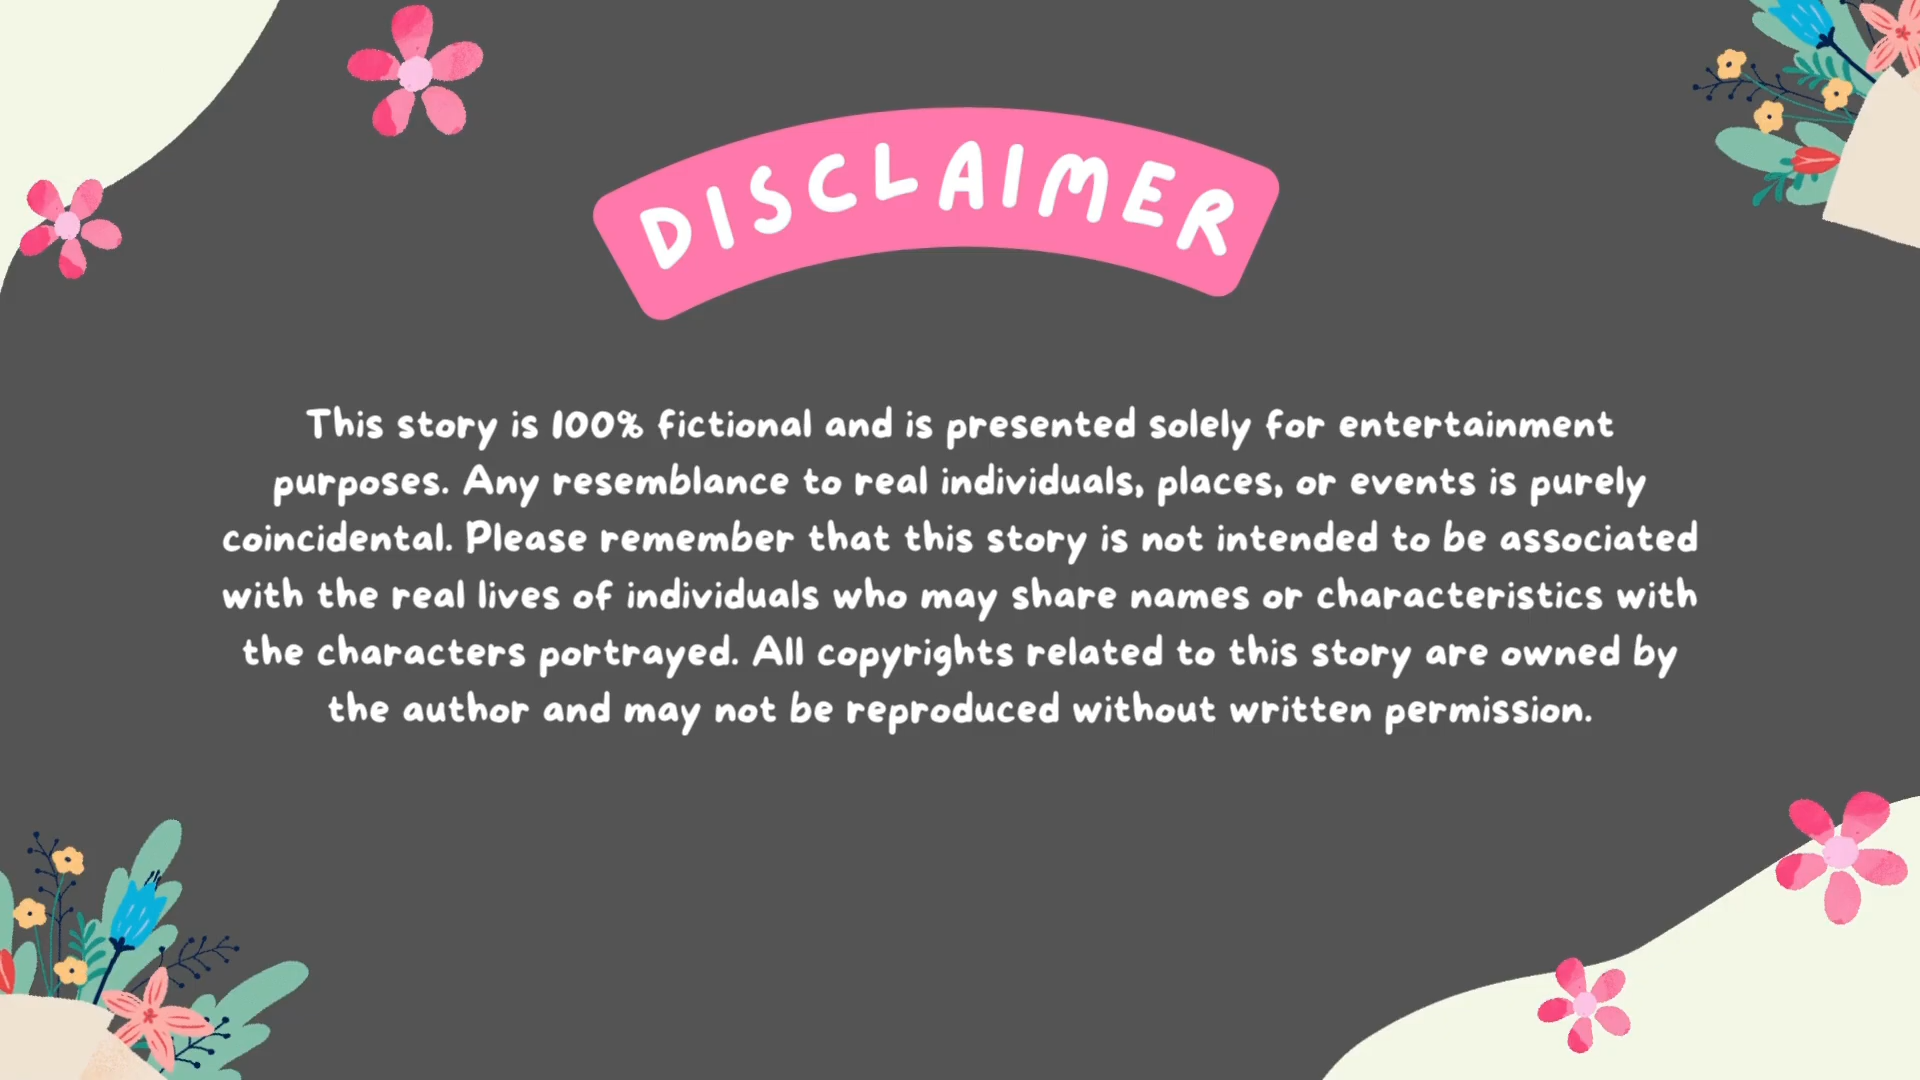 DISCLAIMER
This story is 100% fictional and is presented solely for entertainment
purposes. Any resemblance to real individuals, places, or events is purely
coincidental. Please remember that this story is not intended to be associated
with the real lives of individuals who may share names or characteristics with
the characters portrayed. All copyrights related to this story are owned by
the author and may not be reproduced without written permission.